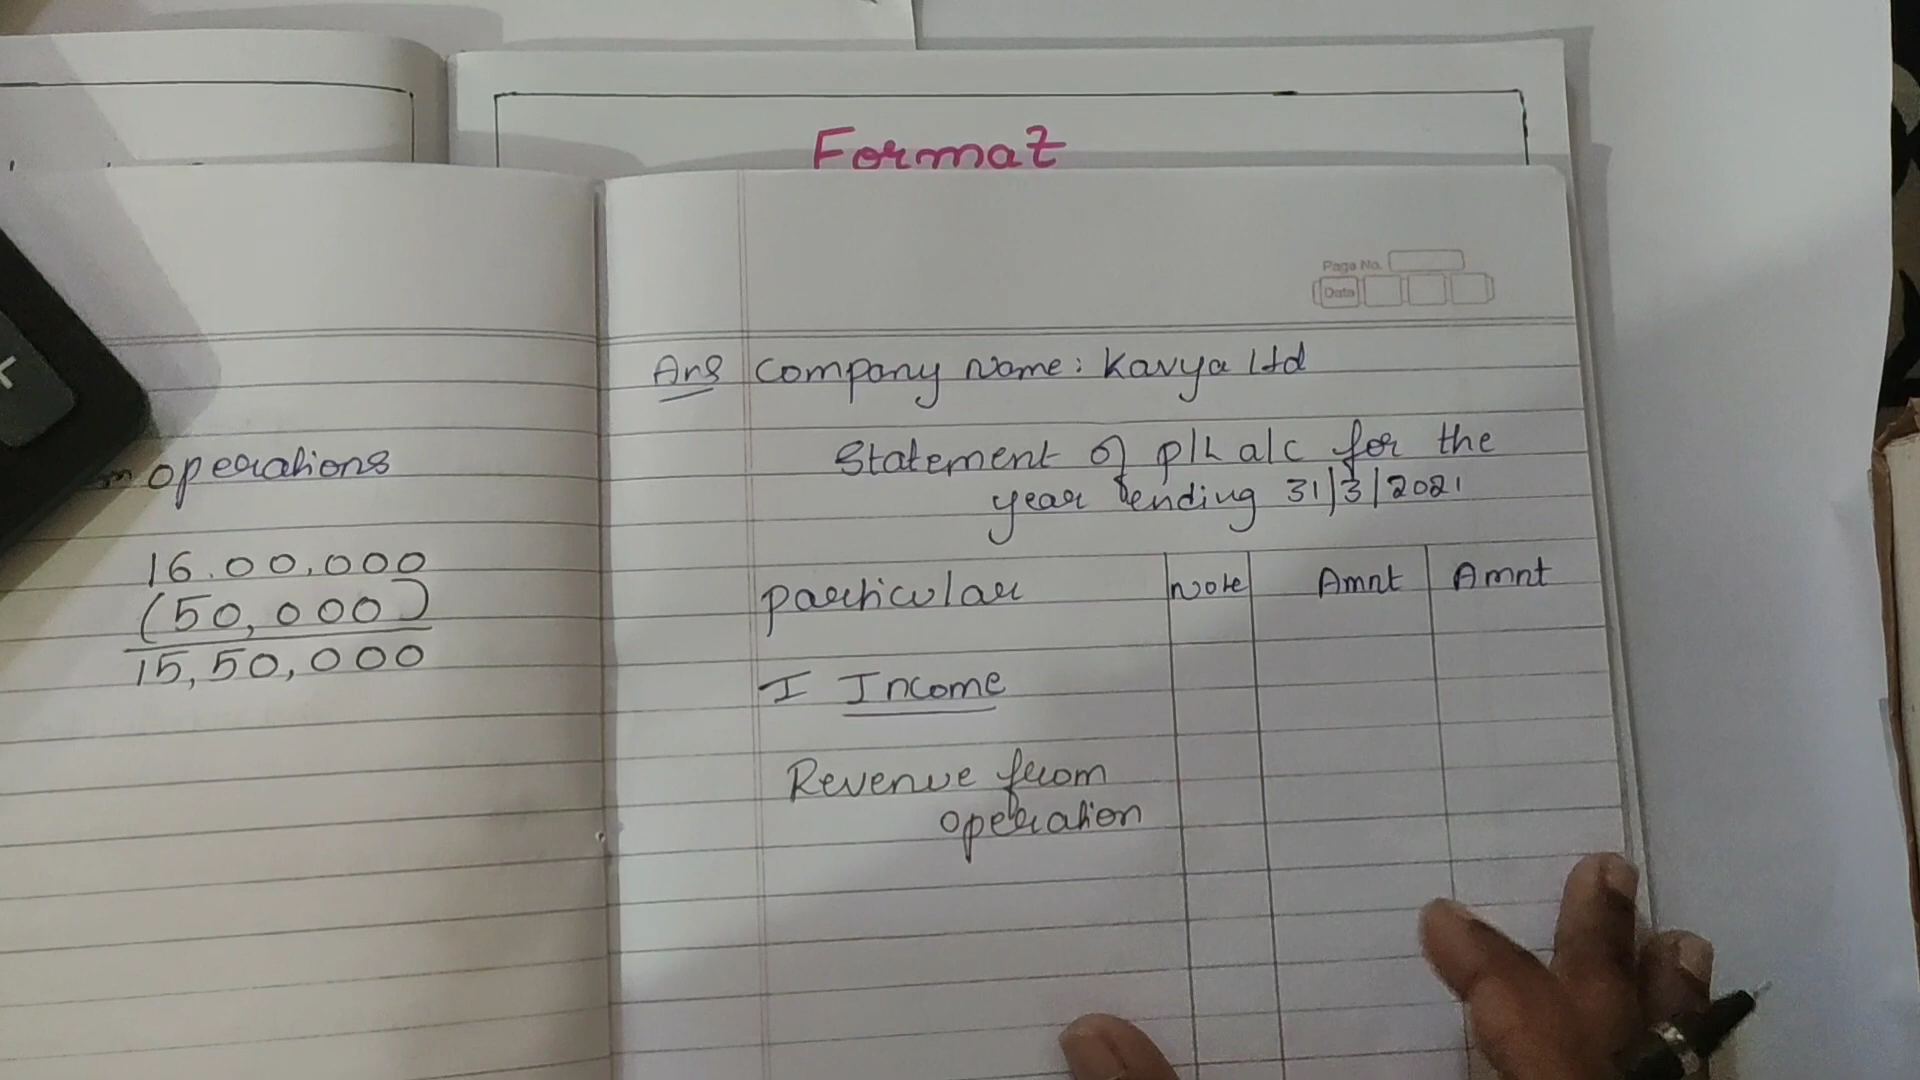 Format
operations
16.00,000
(50,000)
15,50,000
Page No.
Date
Ans Company Name: Kavya Ltd
Statement of P/L a/c for the
year ending 31/3/2021
Particular Note Amnt Amnt
I Income
Revenue from
operation